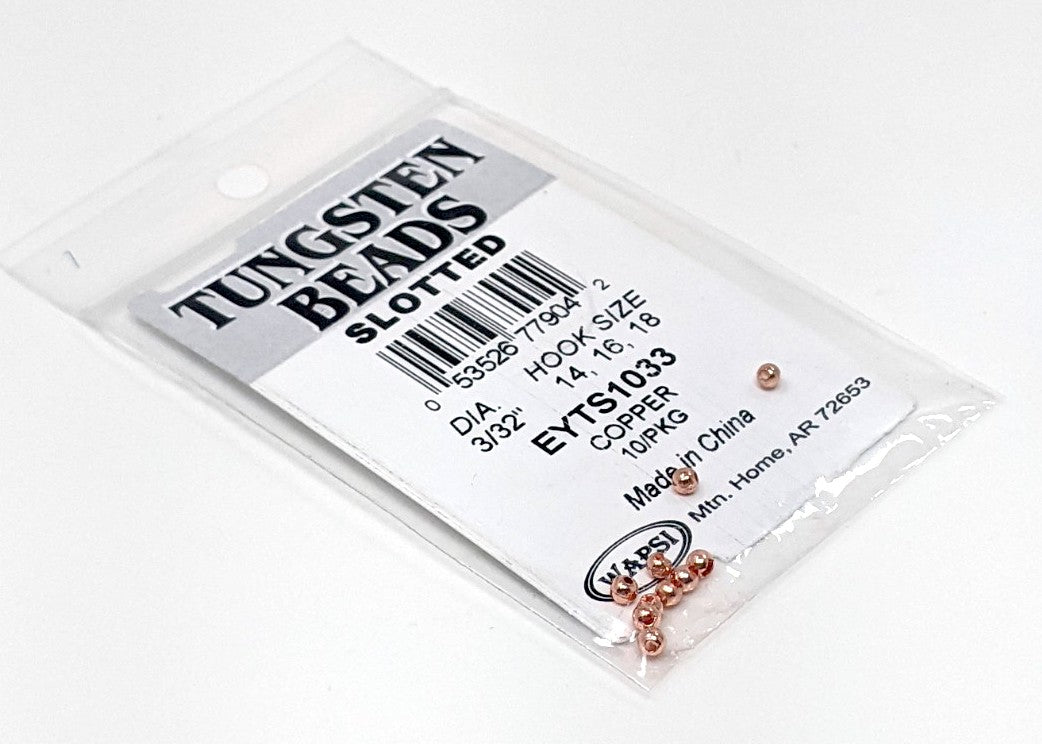 TUNGSTEN
BEADS
SLOTTED
0 53526 77904 2
DIA. HOOK SIZE
3/32" 14, 16, 18
EYTS1033
COPPER
10/PKG
Made in China
WAPSI Mtn. Home, AR 72653